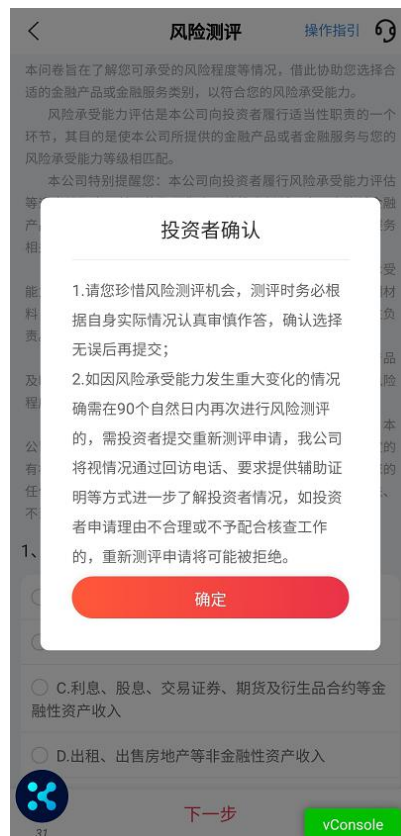 风险测评
操作指引
本问卷旨在了解您可承受的风险程度等情况，借此协助您选择合
适的金融产品或金融服务类别，以符合您的风险承受能力。
风险承受能力评估是本公司向投资者履行适当性职责的一个
环节，其目的是使本公司所提供的金融产品或者金融服务与您的
风险承受能力等级相匹配。
本公司特别提醒您：本公司向投资者履行风险承受能力评估
投资者确认
1.请您珍惜风险测评机会，测评时务必根
据自身实际情况认真审慎作答，确认选择
无误后再提交；
2.如因风险承受能力发生重大变化的情况
确需在90个自然日内再次进行风险测评
的，需投资者提交重新测评申请，我公司
将视情况通过回访电话、要求提供辅助证
明等方式进一步了解投资者情况，如投资
者申请理由不合理或不予配合核查工作
的，重新测评申请将可能被拒绝。
确定
1、
C.利息、股息、交易证券、期货及衍生品合约等金
融性资产收入
D.出租、出售房地产等非金融性资产收入
31
下一步
vConsole